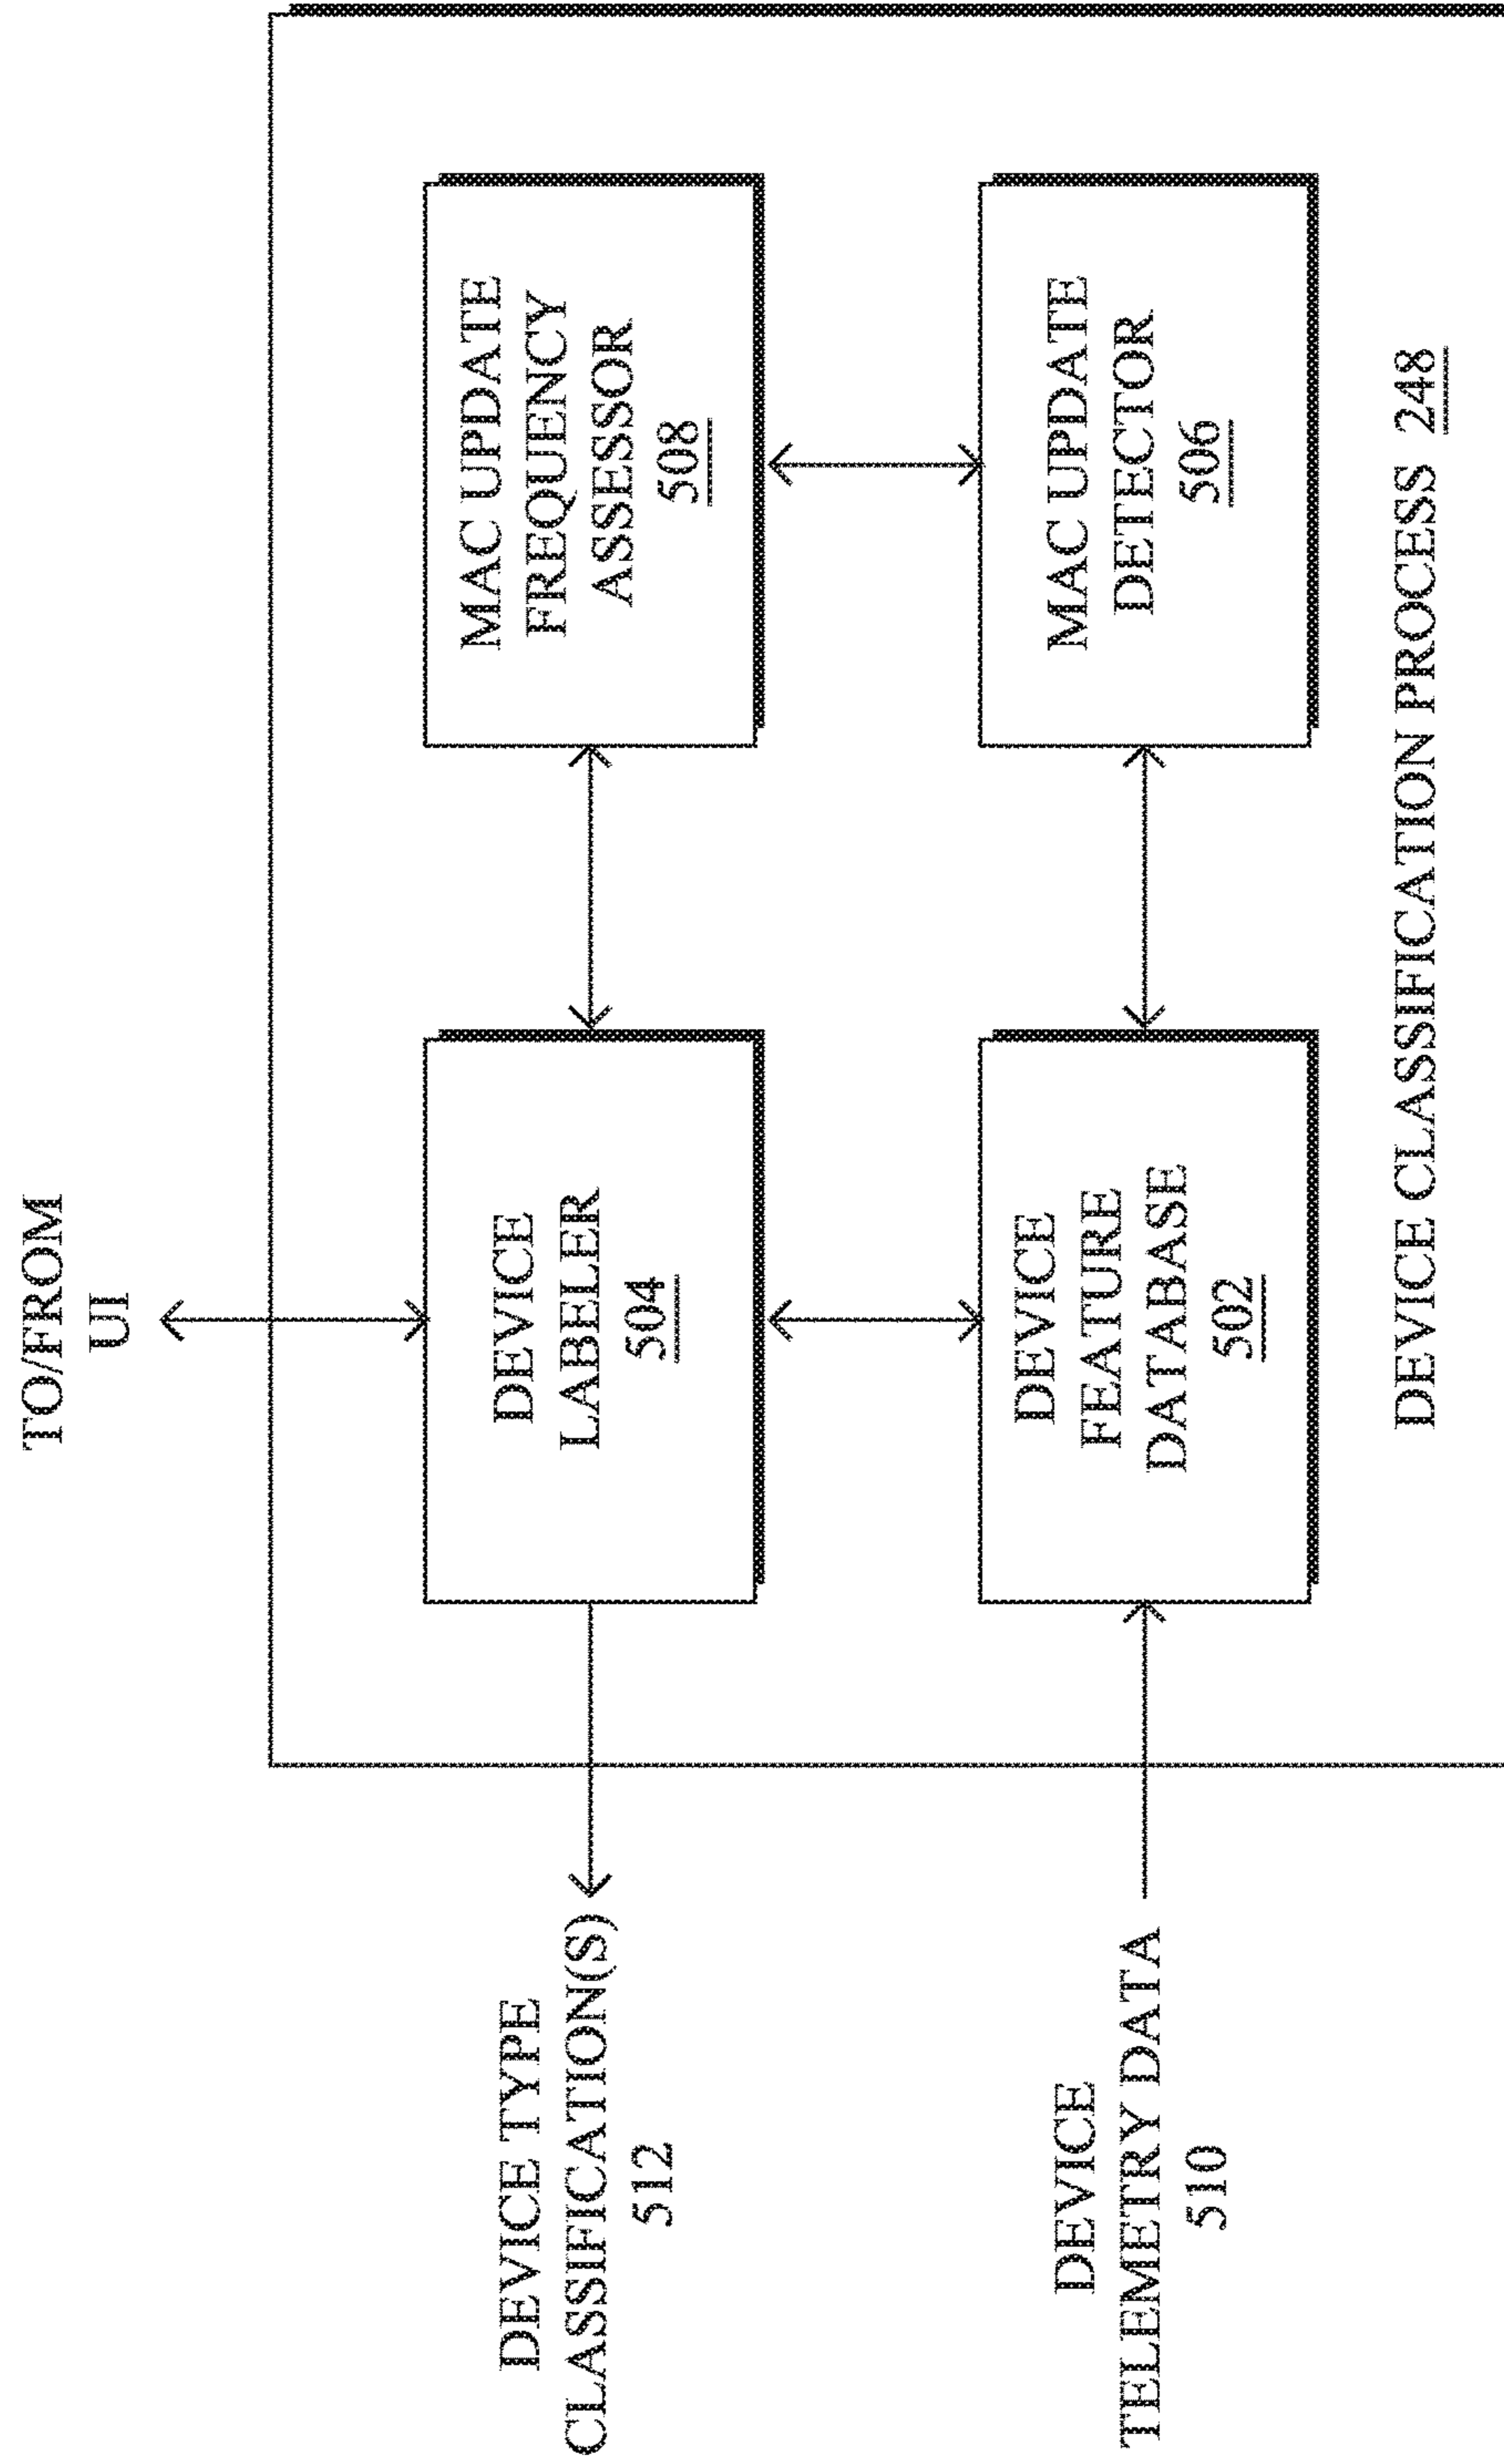 TO/FROM
UI
DEVICE TYPE
CLASSIFICATION(S)
512
DEVICE
LABELER
504
MAC UPDATE
FREQUENCY
ASSESSOR
508
DEVICE
TELEMETRY DATA
510
DEVICE
FEATURE
DATABASE
502
MAC UPDATE
DETECTOR
506
DEVICE CLASSIFICATION PROCESS 248